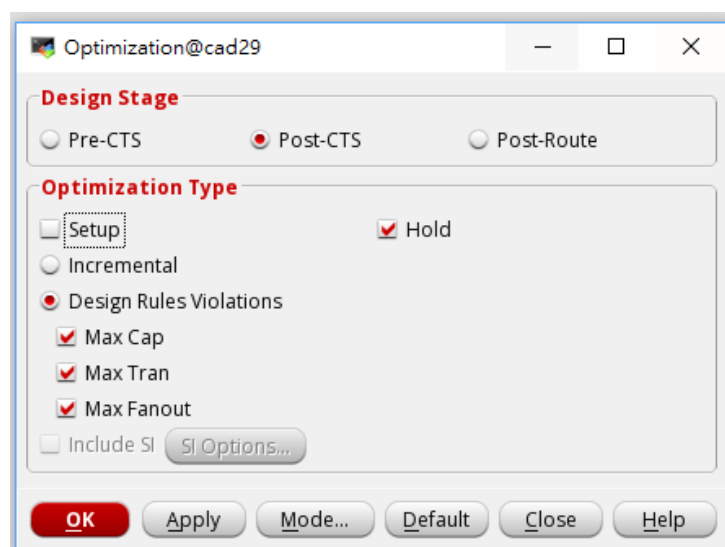 Optimization@cad29
Design Stage
Pre-CTS Post-CTS Post-Route
Optimization Type
Setup Hold
Incremental
Design Rules Violations
Max Cap
Max Tran
Max Fanout
Include SI SI Options...
OK Apply Mode... Default Close Help